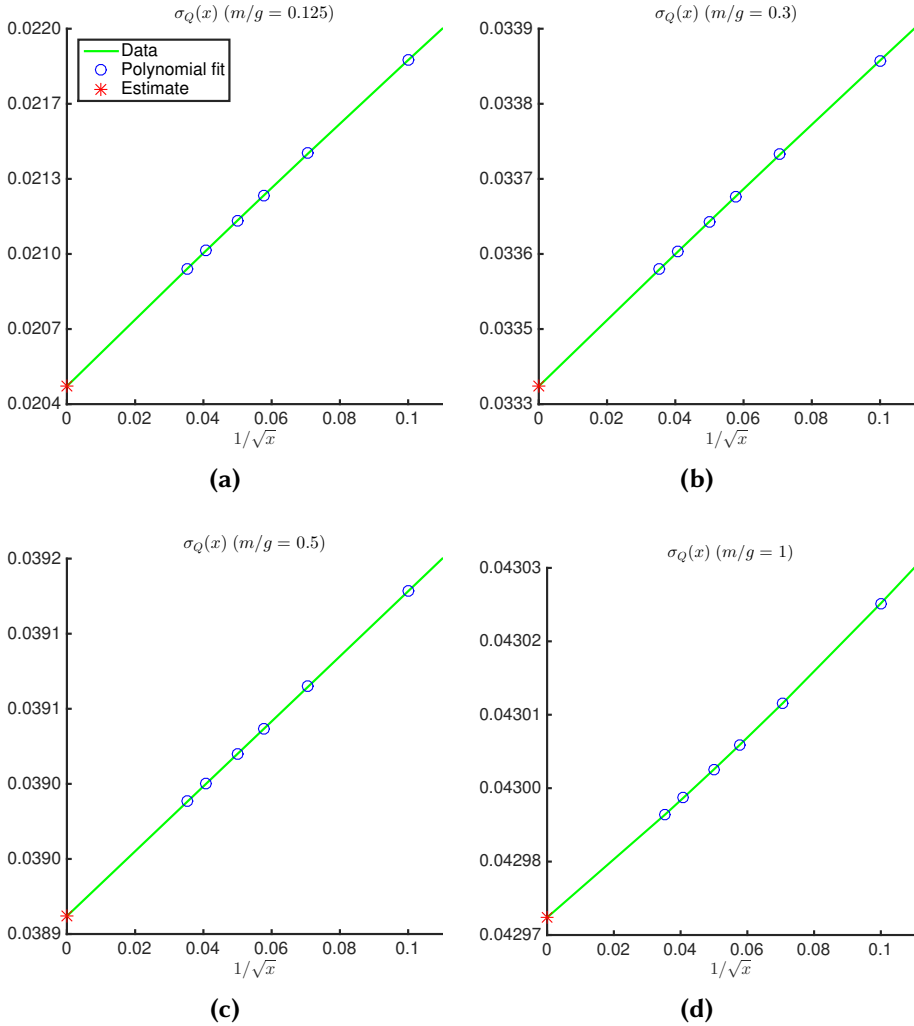 σ_Q(x) (m/g = 0.125)
0.0220
0.0217
0.0213
0.0210
0.0207
0.0204
Data
Polynomial fit
Estimate
0 0.02 0.04 0.06 0.08 0.1
1/√x
(a)
σ_Q(x) (m/g = 0.3)
0.0339
0.0338
0.0337
0.0336
0.0335
0.0333
0 0.02 0.04 0.06 0.08 0.1
1/√x
(b)
σ_Q(x) (m/g = 0.5)
0.0392
0.0391
0.0391
0.0390
0.0390
0.0389
0 0.02 0.04 0.06 0.08 0.1
1/√x
(c)
σ_Q(x) (m/g = 1)
0.04303
0.04302
0.04301
0.04300
0.04298
0.04297
0 0.02 0.04 0.06 0.08 0.1
1/√x
(d)